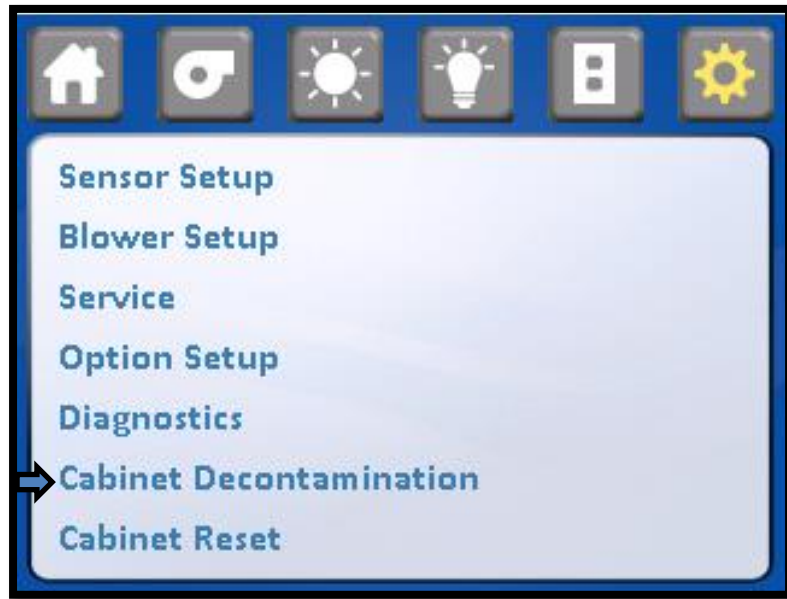 Sensor Setup
Blower Setup
Service
Option Setup
Diagnostics
Cabinet Decontamination
Cabinet Reset